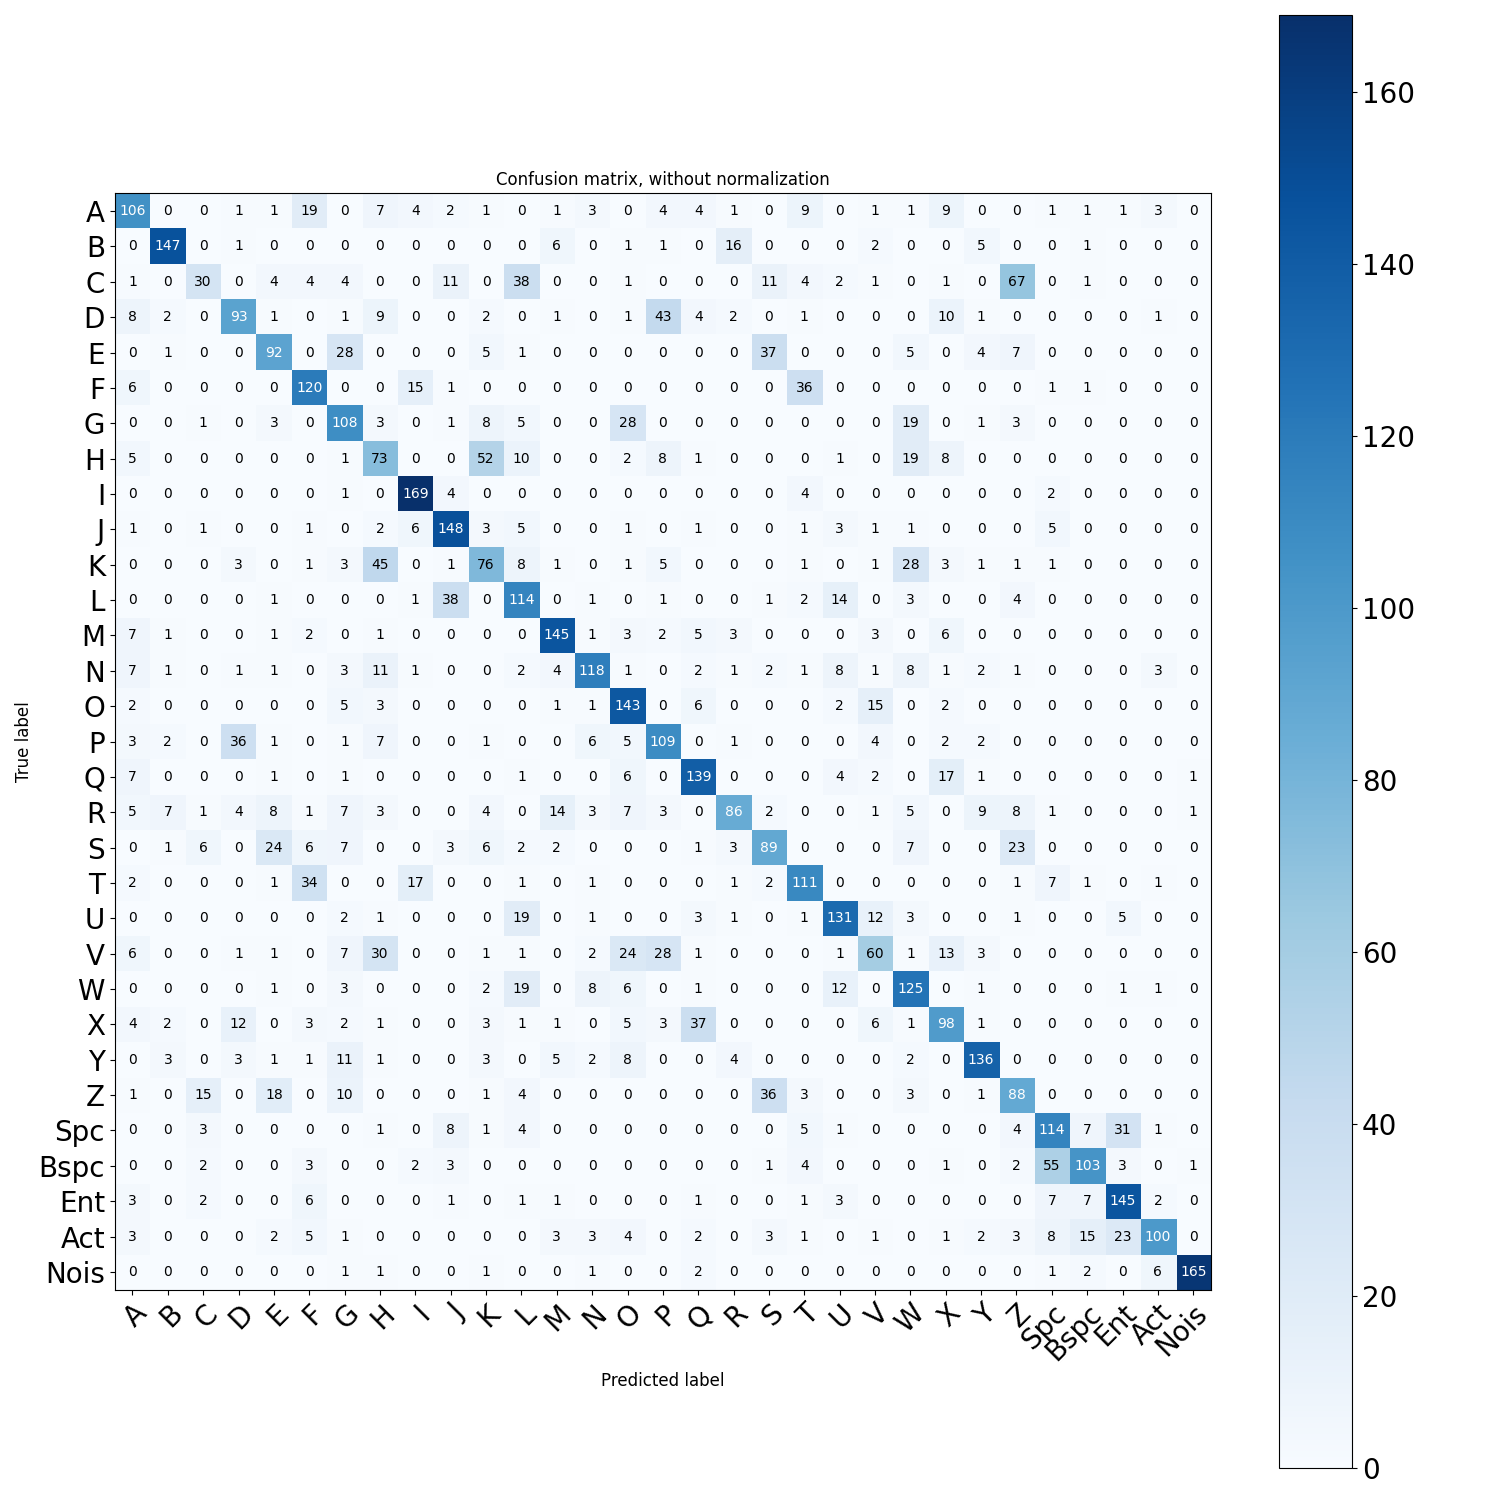 Confusion matrix, without normalization
A 106 0 0 1 1 19 0 7 4 2 1 0 1 3 0 4 4 1 0 9 0 1 1 9 0 0 1 1 1 3 0
B 0 147 0 1 0 0 0 0 0 0 0 0 6 0 1 1 0 16 0 0 0 2 0 0 5 0 0 1 0 0 0
C 1 0 30 0 4 4 4 0 0 11 0 38 0 0 1 0 0 0 11 4 2 1 0 1 0 67 0 1 0 0 0
D 8 2 0 93 1 0 1 9 0 0 2 0 1 0 1 43 4 2 0 1 0 0 0 10 1 0 0 0 0 1 0
E 0 1 0 0 92 0 28 0 0 0 5 1 0 0 0 0 0 0 37 0 0 0 5 0 4 7 0 0 0 0 0
F 6 0 0 0 0 120 0 0 15 1 0 0 0 0 0 0 0 0 0 36 0 0 0 0 0 0 1 1 0 0 0
G 0 0 1 0 3 0 108 3 0 1 8 5 0 0 28 0 0 0 0 0 0 0 19 0 1 3 0 0 0 0 0
H 5 0 0 0 0 0 1 73 0 0 52 10 0 0 2 8 1 0 0 0 1 0 19 8 0 0 0 0 0 0 0
I 0 0 0 0 0 0 1 0 169 4 0 0 0 0 0 0 0 0 0 4 0 0 0 0 0 0 2 0 0 0 0
J 1 0 1 0 0 1 0 2 6 148 3 5 0 0 1 0 1 0 0 1 3 1 1 0 0 0 5 0 0 0 0
K 0 0 0 3 0 1 3 45 0 1 76 8 1 0 1 5 0 0 0 1 0 1 28 3 1 1 1 0 0 0 0
L 0 0 0 0 1 0 0 0 1 38 0 114 0 1 0 1 0 0 1 2 14 0 3 0 0 4 0 0 0 0 0
M 7 1 0 0 1 2 0 1 0 0 0 0 145 1 3 2 5 3 0 0 0 3 0 6 0 0 0 0 0 0 0
N 7 1 0 1 1 0 3 11 1 0 0 2 4 118 1 0 2 1 2 1 8 1 8 1 2 1 0 0 0 3 0
O 2 0 0 0 0 0 5 3 0 0 0 0 1 1 143 0 6 0 0 0 2 15 0 2 0 0 0 0 0 0 0
P 3 2 0 36 1 0 1 7 0 0 1 0 0 6 5 109 0 1 0 0 0 4 0 2 2 0 0 0 0 0 0
Q 7 0 0 0 1 0 1 0 0 0 0 1 0 0 6 0 139 0 0 0 4 2 0 17 1 0 0 0 0 0 1
R 5 7 1 4 8 1 7 3 0 0 4 0 14 3 7 3 0 86 2 0 0 1 5 0 9 8 1 0 0 0 1
S 0 1 6 0 24 6 7 0 0 3 6 2 2 0 0 0 1 3 89 0 0 0 7 0 0 23 0 0 0 0 0
T 2 0 0 0 1 34 0 0 17 0 0 1 0 1 0 0 0 1 2 111 0 0 0 0 0 1 7 1 0 1 0
U 0 0 0 0 0 0 2 1 0 0 0 19 0 1 0 0 3 1 0 1 131 12 3 0 0 1 0 0 5 0 0
V 6 0 0 1 1 0 7 30 0 0 1 1 0 2 24 28 1 0 0 0 1 60 1 13 3 0 0 0 0 0 0
W 0 0 0 0 1 0 3 0 0 0 2 19 0 8 6 0 1 0 0 0 12 0 125 0 1 0 0 0 1 1 0
X 4 2 0 12 0 3 2 1 0 0 3 1 1 0 5 3 37 0 0 0 0 6 1 98 1 0 0 0 0 0 0
Y 0 3 0 3 1 1 11 1 0 0 3 0 5 2 8 0 0 4 0 0 0 0 2 0 136 0 0 0 0 0 0
Z 1 0 15 0 18 0 10 0 0 0 1 4 0 0 0 0 0 0 36 3 0 0 3 0 1 88 0 0 0 0 0
Spc 0 0 3 0 0 0 0 1 0 8 1 4 0 0 0 0 0 0 0 5 1 0 0 0 0 4 114 7 31 1 0
Bspc 0 0 2 0 0 3 0 0 2 3 0 0 0 0 0 0 0 0 1 4 0 0 0 1 0 2 55 103 3 0 1
Ent 3 0 2 0 0 6 0 0 0 1 0 1 1 0 0 0 1 0 0 1 3 0 0 0 0 0 7 7 145 2 0
Act 3 0 0 0 2 5 1 0 0 0 0 0 3 3 4 0 2 0 3 1 0 1 0 1 2 3 8 15 23 100 0
Nois 0 0 0 0 0 0 1 1 0 0 1 0 0 1 0 0 2 0 0 0 0 0 0 0 0 0 1 2 0 6 165
A B C D E F G H I J K L M N O P Q R S T U V W X Y Z Spc Bspc Ent Act Nois
True label
Predicted label
160
140
120
100
80
60
40
20
0